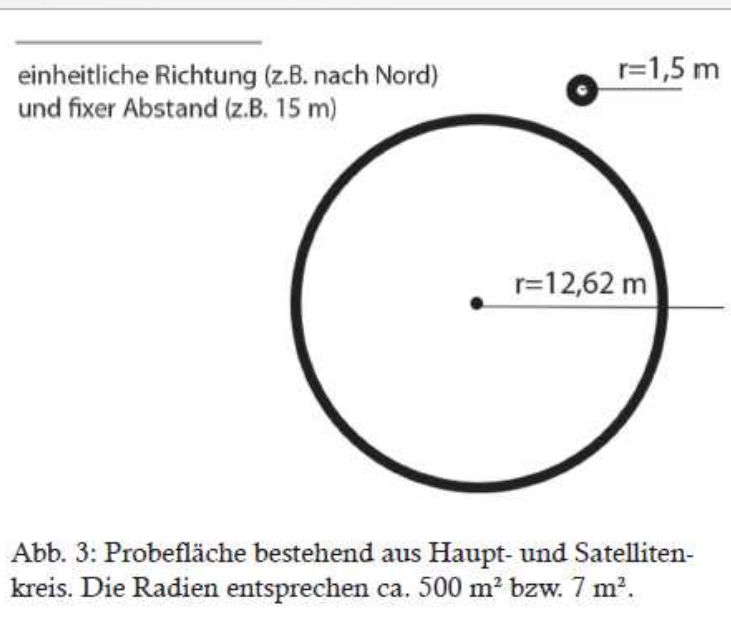 einheitliche Richtung (z.B. nach Nord)
und fixer Abstand (z.B. 15 m)
r=1,5 m
r=12,62 m
Abb. 3: Probefläche bestehend aus Haupt- und Satelliten-
kreis. Die Radien entsprechen ca. 500 m² bzw. 7 m².